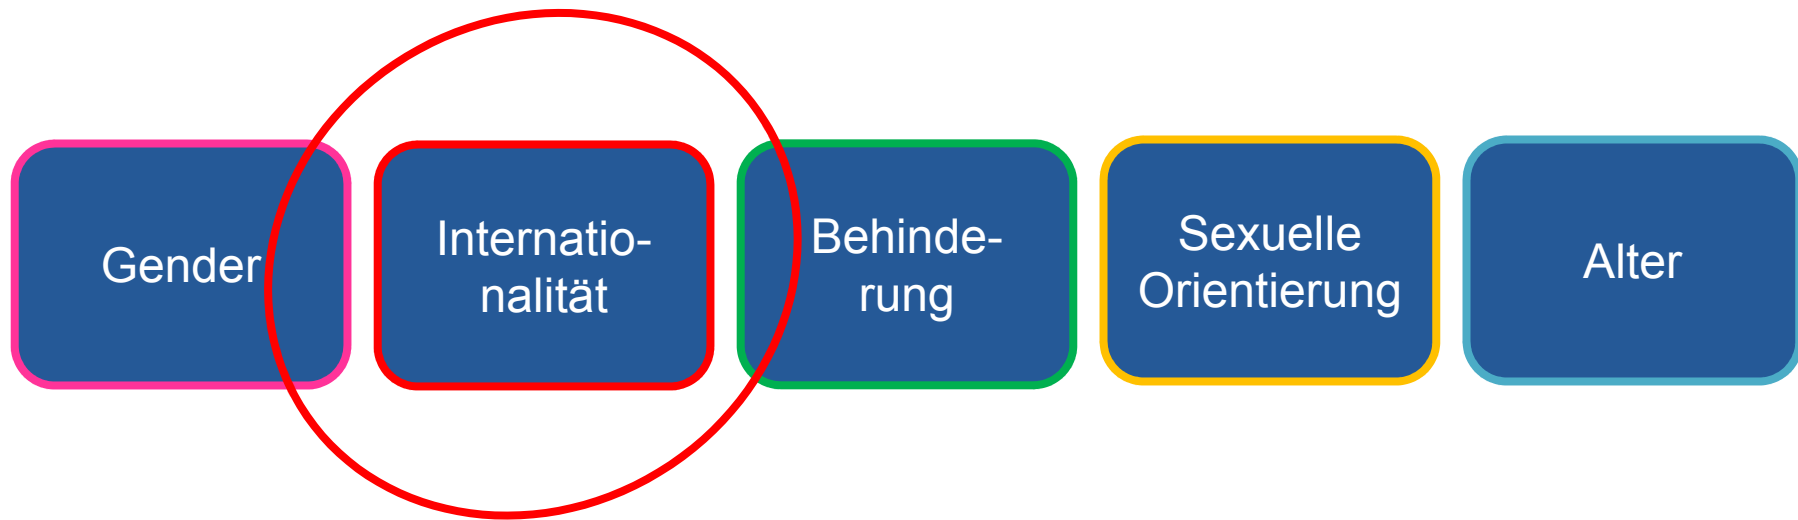 Gender
Internatio-
nalität
Behinde-
rung
Sexuelle
Orientierung
Alter